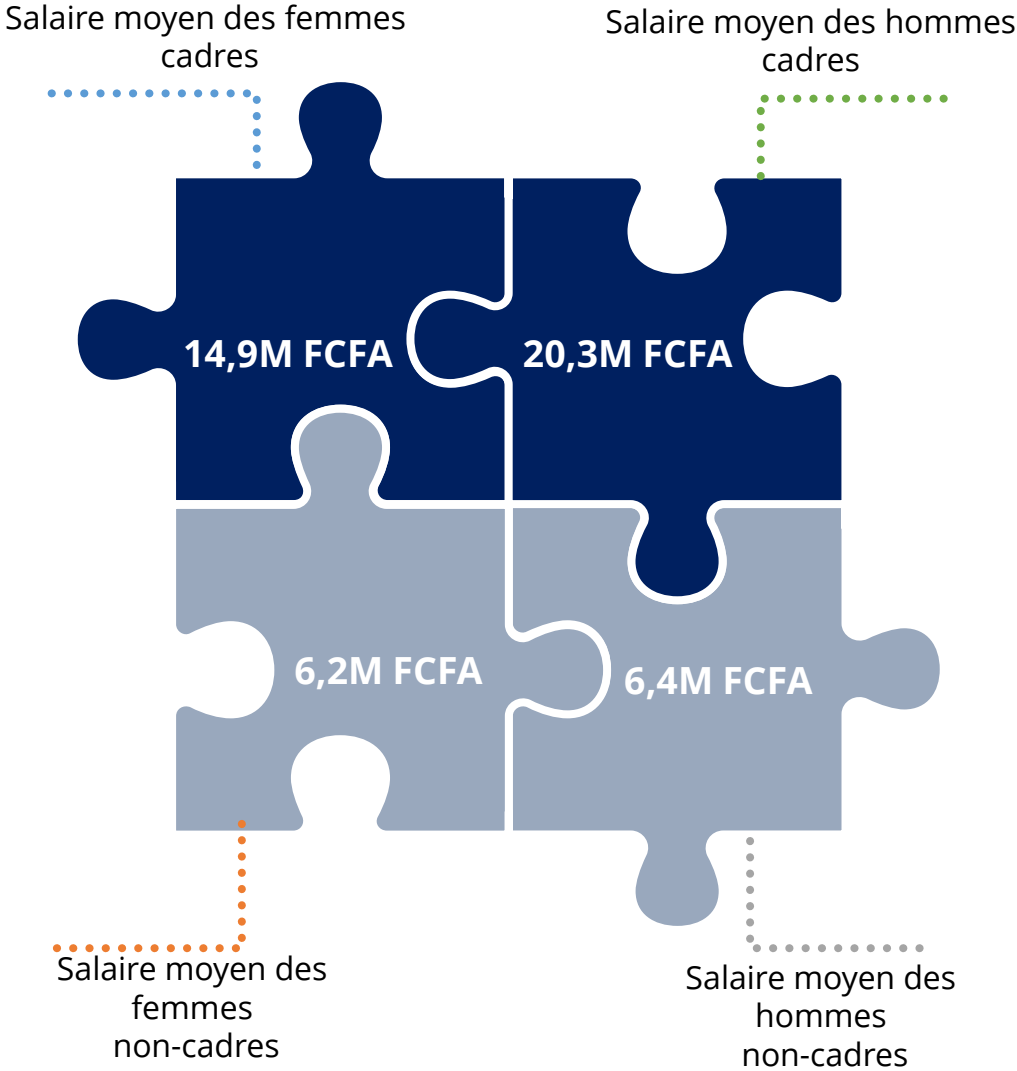 Salaire moyen des femmes
cadres
Salaire moyen des hommes
cadres
14,9M FCFA
20,3M FCFA
6,2M FCFA
6,4M FCFA
Salaire moyen des
femmes
non-cadres
Salaire moyen des
hommes
non-cadres